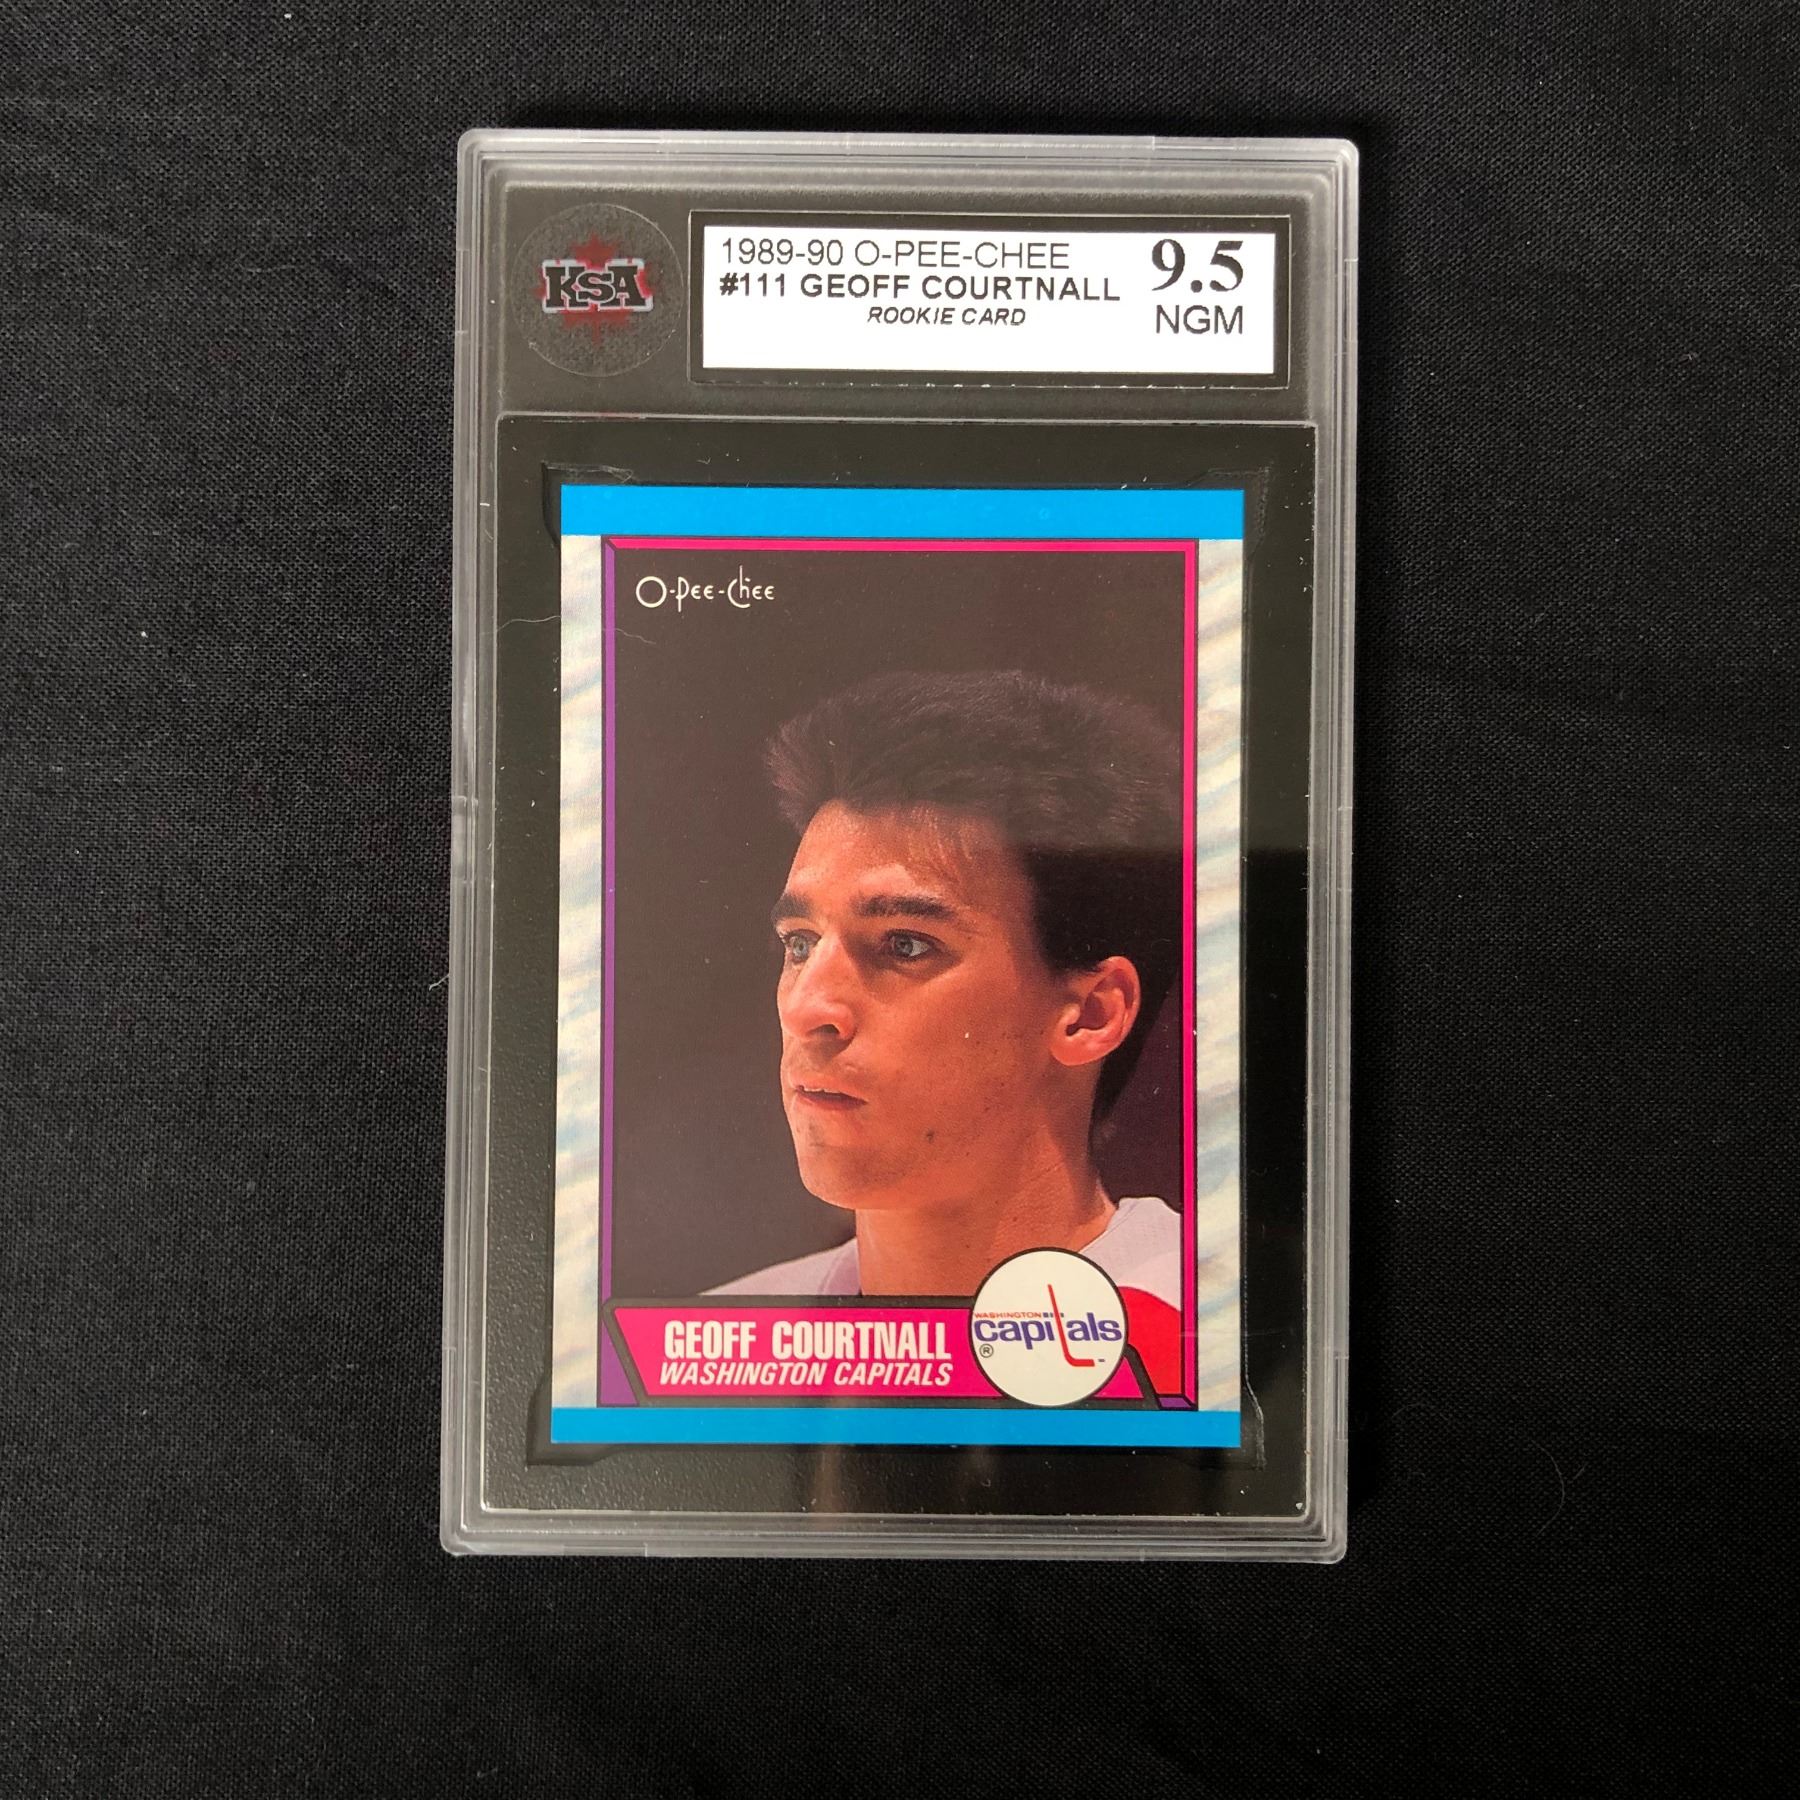 KSA
1989-90 O-PEE-CHEE
#111 GEOFF COURTNALL
ROOKIE CARD
9.5
NGM
O-Pee-Chee
GEOFF COURTNALL
WASHINGTON CAPITALS
WASHINGTON
capitals
®